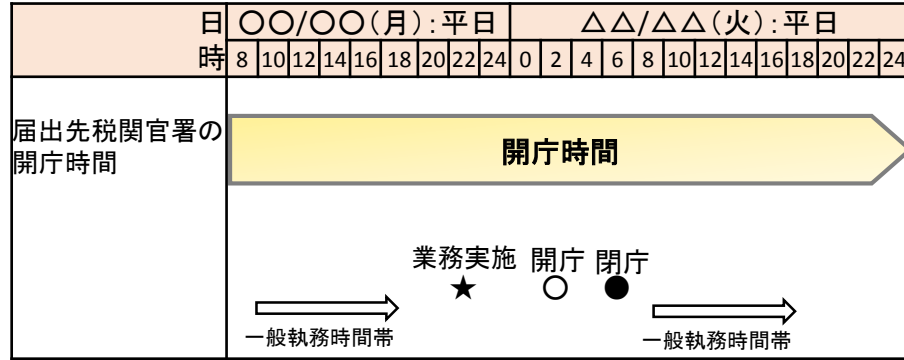 日 〇〇/〇〇(月):平日 △△/△△(火):平日
時 8 10 12 14 16 18 20 22 24 0 2 4 6 8 10 12 14 16 18 20 22 24
届出先税関官署の
開庁時間
開庁時間
業務実施 開庁 閉庁
★ ○ ●
一般執務時間帯 一般執務時間帯